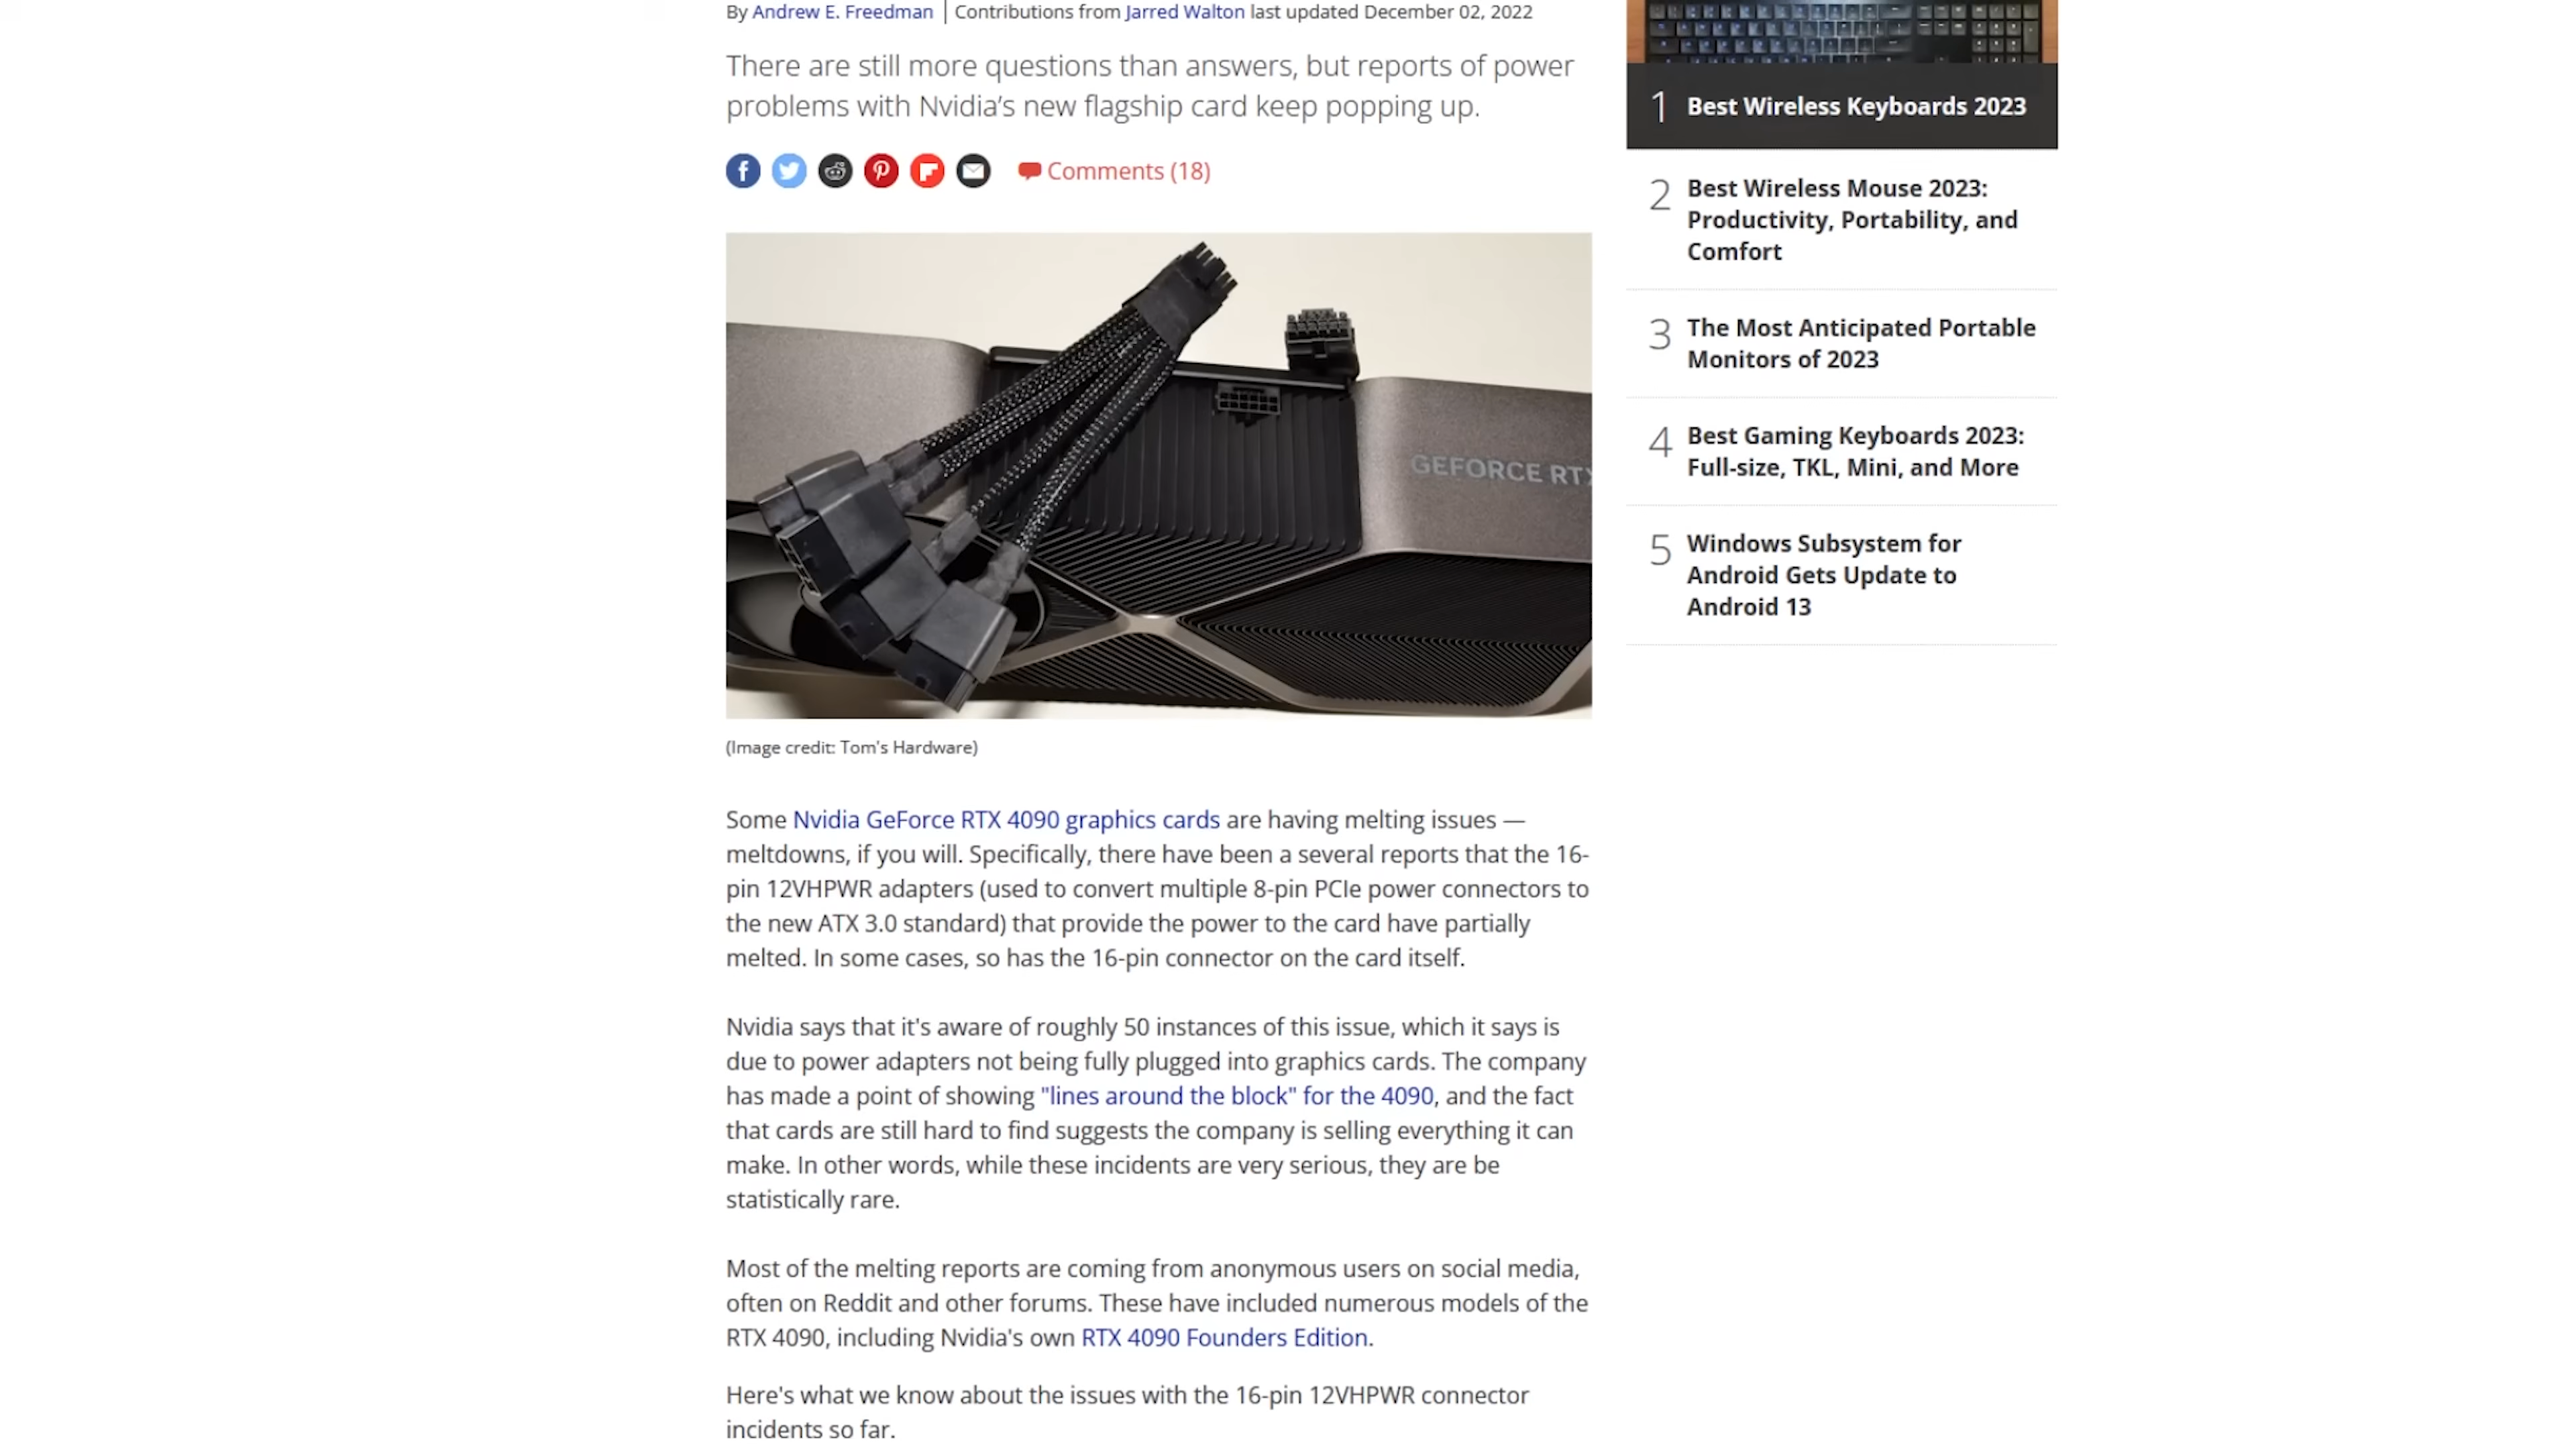 By Andrew E. Freedman | Contributions from Jarred Walton last updated December 02, 2022
There are still more questions than answers, but reports of power
problems with Nvidia's new flagship card keep popping up.
Comments (18)
GEFORCE RTX
(Image credit: Tom's Hardware)
Some Nvidia GeForce RTX 4090 graphics cards are having melting issues —
meltdowns, if you will. Specifically, there have been a several reports that the 16-
pin 12VHPWR adapters (used to convert multiple 8-pin PCIe power connectors to
the new ATX 3.0 standard) that provide the power to the card have partially
melted. In some cases, so has the 16-pin connector on the card itself.
Nvidia says that it's aware of roughly 50 instances of this issue, which it says is
due to power adapters not being fully plugged into graphics cards. The company
has made a point of showing "lines around the block" for the 4090, and the fact
that cards are still hard to find suggests the company is selling everything it can
make. In other words, while these incidents are very serious, they are be
statistically rare.
Most of the melting reports are coming from anonymous users on social media,
often on Reddit and other forums. These have included numerous models of the
RTX 4090, including Nvidia's own RTX 4090 Founders Edition.
Here's what we know about the issues with the 16-pin 12VHPWR connector
incidents so far.
1 Best Wireless Keyboards 2023
2 Best Wireless Mouse 2023:
Productivity, Portability, and
Comfort
3 The Most Anticipated Portable
Monitors of 2023
4 Best Gaming Keyboards 2023:
Full-size, TKL, Mini, and More
5 Windows Subsystem for
Android Gets Update to
Android 13